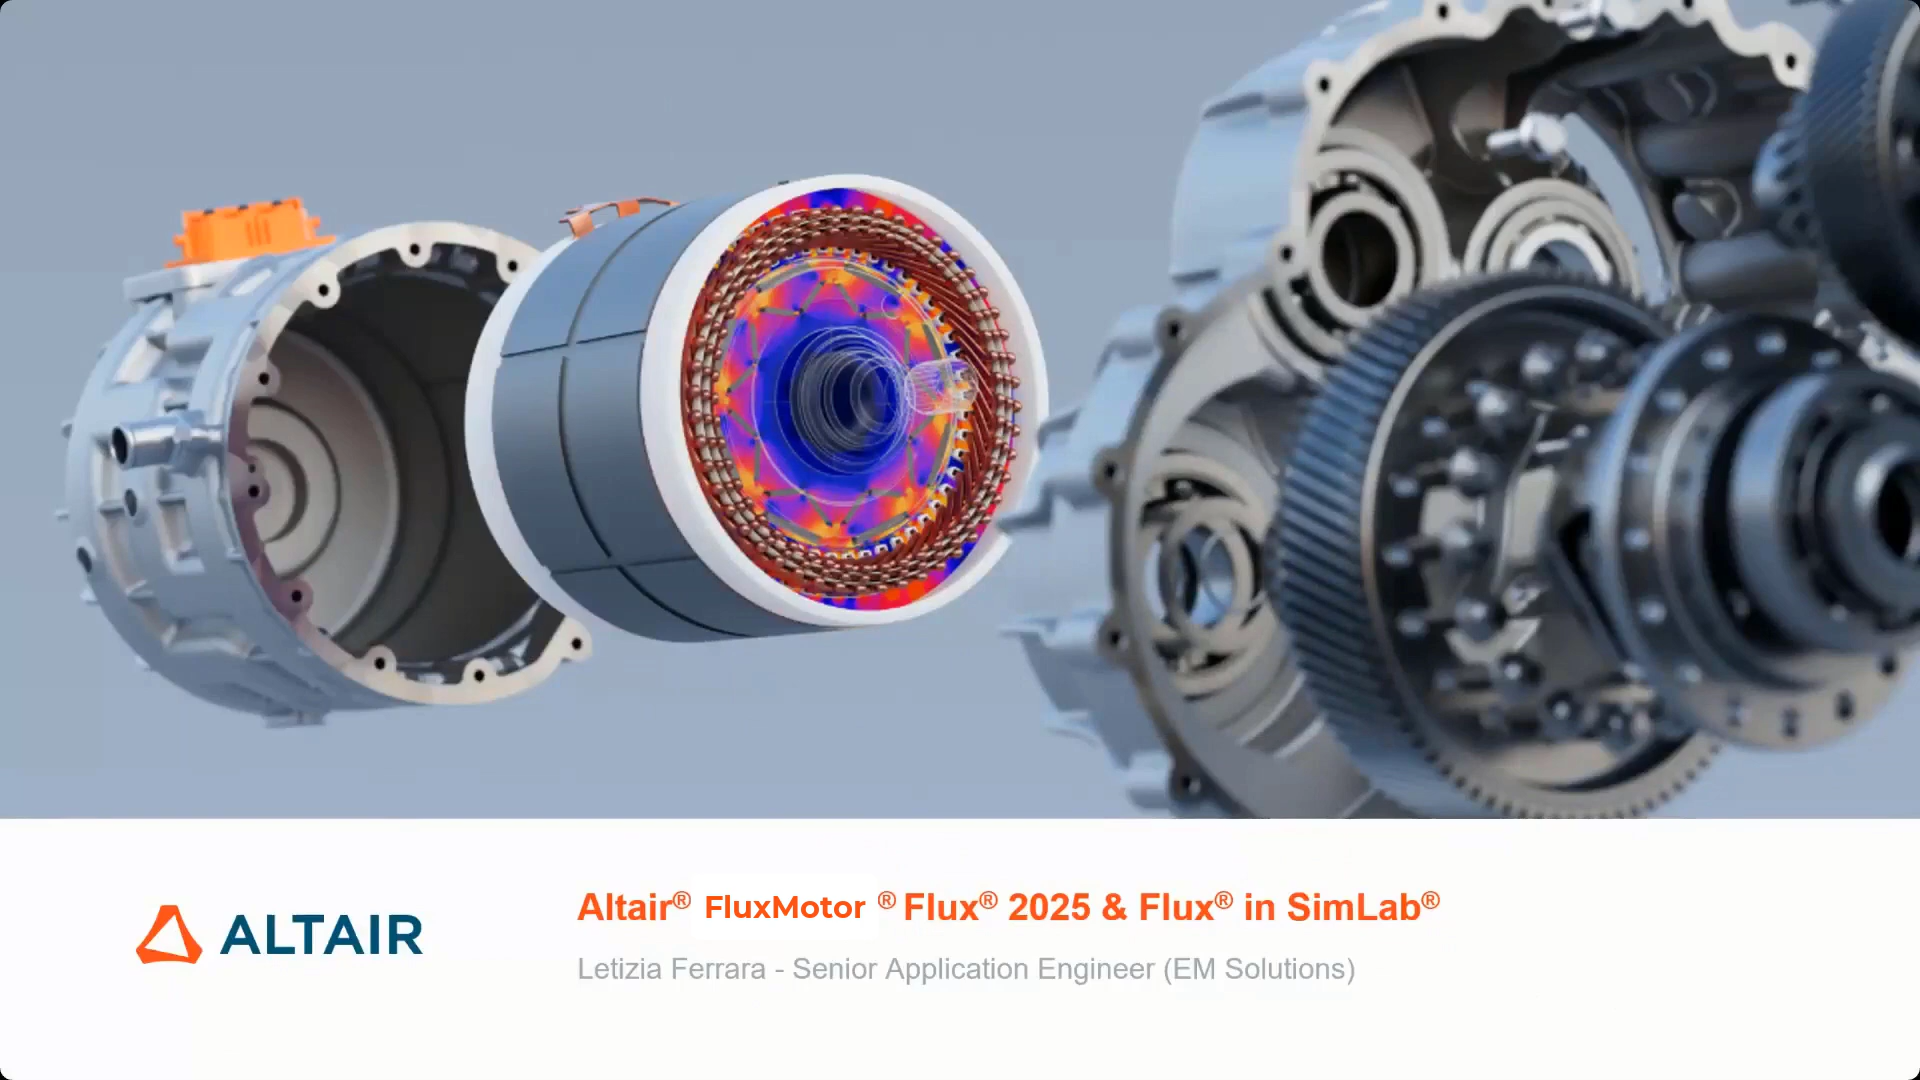 ALTAIR
Altair® FluxMotor ® Flux® 2025 & Flux® in SimLab®
Letizia Ferrara - Senior Application Engineer (EM Solutions)